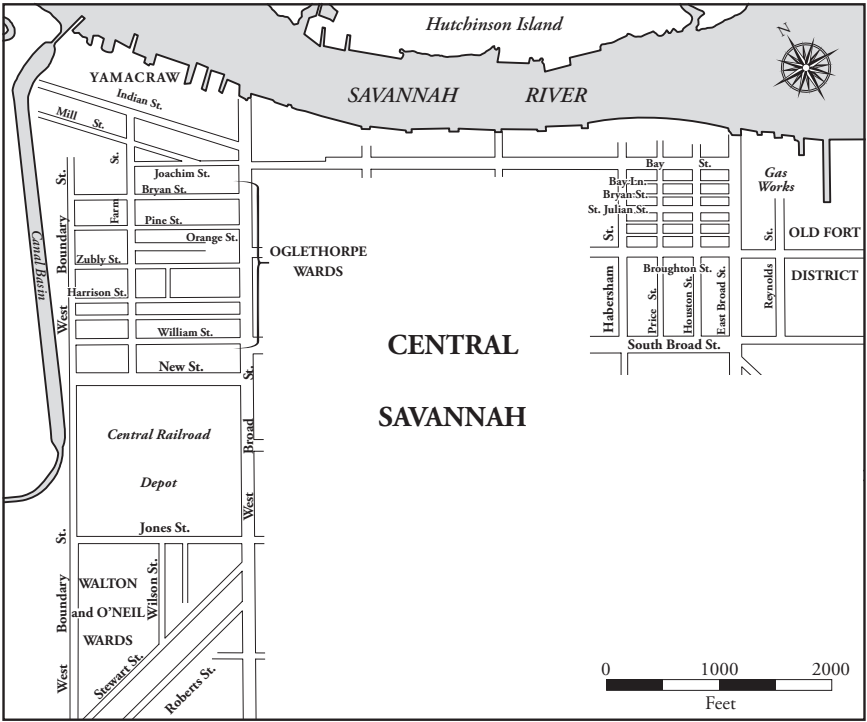 Hutchinson Island
N
SAVANNAH RIVER
YAMACRAW
Indian St.
Mill St.
Canal Basin
West Boundary St.
Farm St.
Joachim St.
Bryan St.
Pine St.
Orange St.
Zubly St.
Harrison St.
William St.
New St.
OGLETHORPE
WARDS
West Broad St.
Central Railroad
Depot
Jones St.
West Boundary St.
WALTON
and O'NEIL
WARDS
Wilson St.
Stewart St.
Roberts St.
CENTRAL
SAVANNAH
Bay St.
Bay Ln.
Bryan St.
St. Julian St.
Habersham St.
Broughton St.
Price St.
Houston St.
East Broad St.
South Broad St.
Gas
Works
Reynolds St.
OLD FORT
DISTRICT
0 1000 2000
Feet